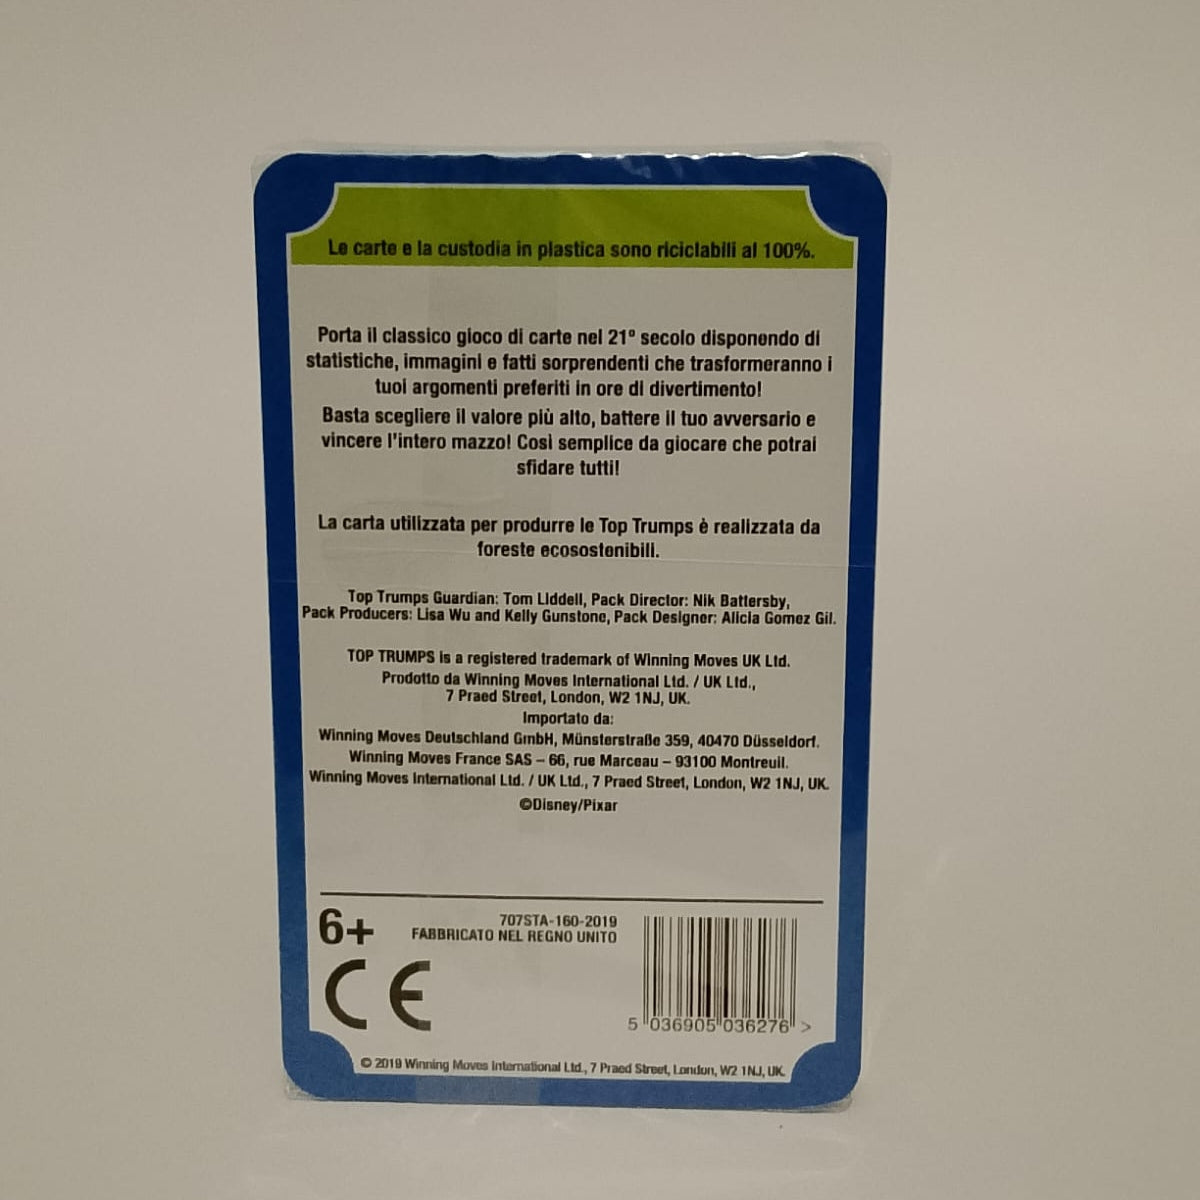 Le carte e la custodia in plastica sono riciclabili al 100%.
Porta il classico gioco di carte nel 21º secolo disponendo di
statistiche, immagini e fatti sorprendenti che trasformeranno i
tuoi argomenti preferiti in ore di divertimento!
Basta scegliere il valore più alto, battere il tuo avversario e
vincere l'intero mazzo! Così semplice da giocare che potrai
sfidare tutti!
La carta utilizzata per produrre le Top Trumps è realizzata da
foreste ecosostenibili.
Top Trumps Guardian: Tom Liddell, Pack Director: Nik Battersby,
Pack Producers: Lisa Wu and Kelly Gunstone, Pack Designer: Alicia Gomez Gil.
TOP TRUMPS is a registered trademark of Winning Moves UK Ltd.
Prodotto da Winning Moves International Ltd. / UK Ltd.,
7 Praed Street, London, W2 1NJ, UK.
Importato da:
Winning Moves Deutschland GmbH, Münsterstraße 359, 40470 Düsseldorf.
Winning Moves France SAS – 66, rue Marceau – 93100 Montreuil.
Winning Moves International Ltd. / UK Ltd., 7 Praed Street, London, W2 1NJ, UK.
©Disney/Pixar
6+
707STA-160-2019
FABBRICATO NEL REGNO UNITO
CE
5 036905 036276 >
© 2019 Winning Moves International Ltd., 7 Praed Street, London, W2 1NJ, UK.